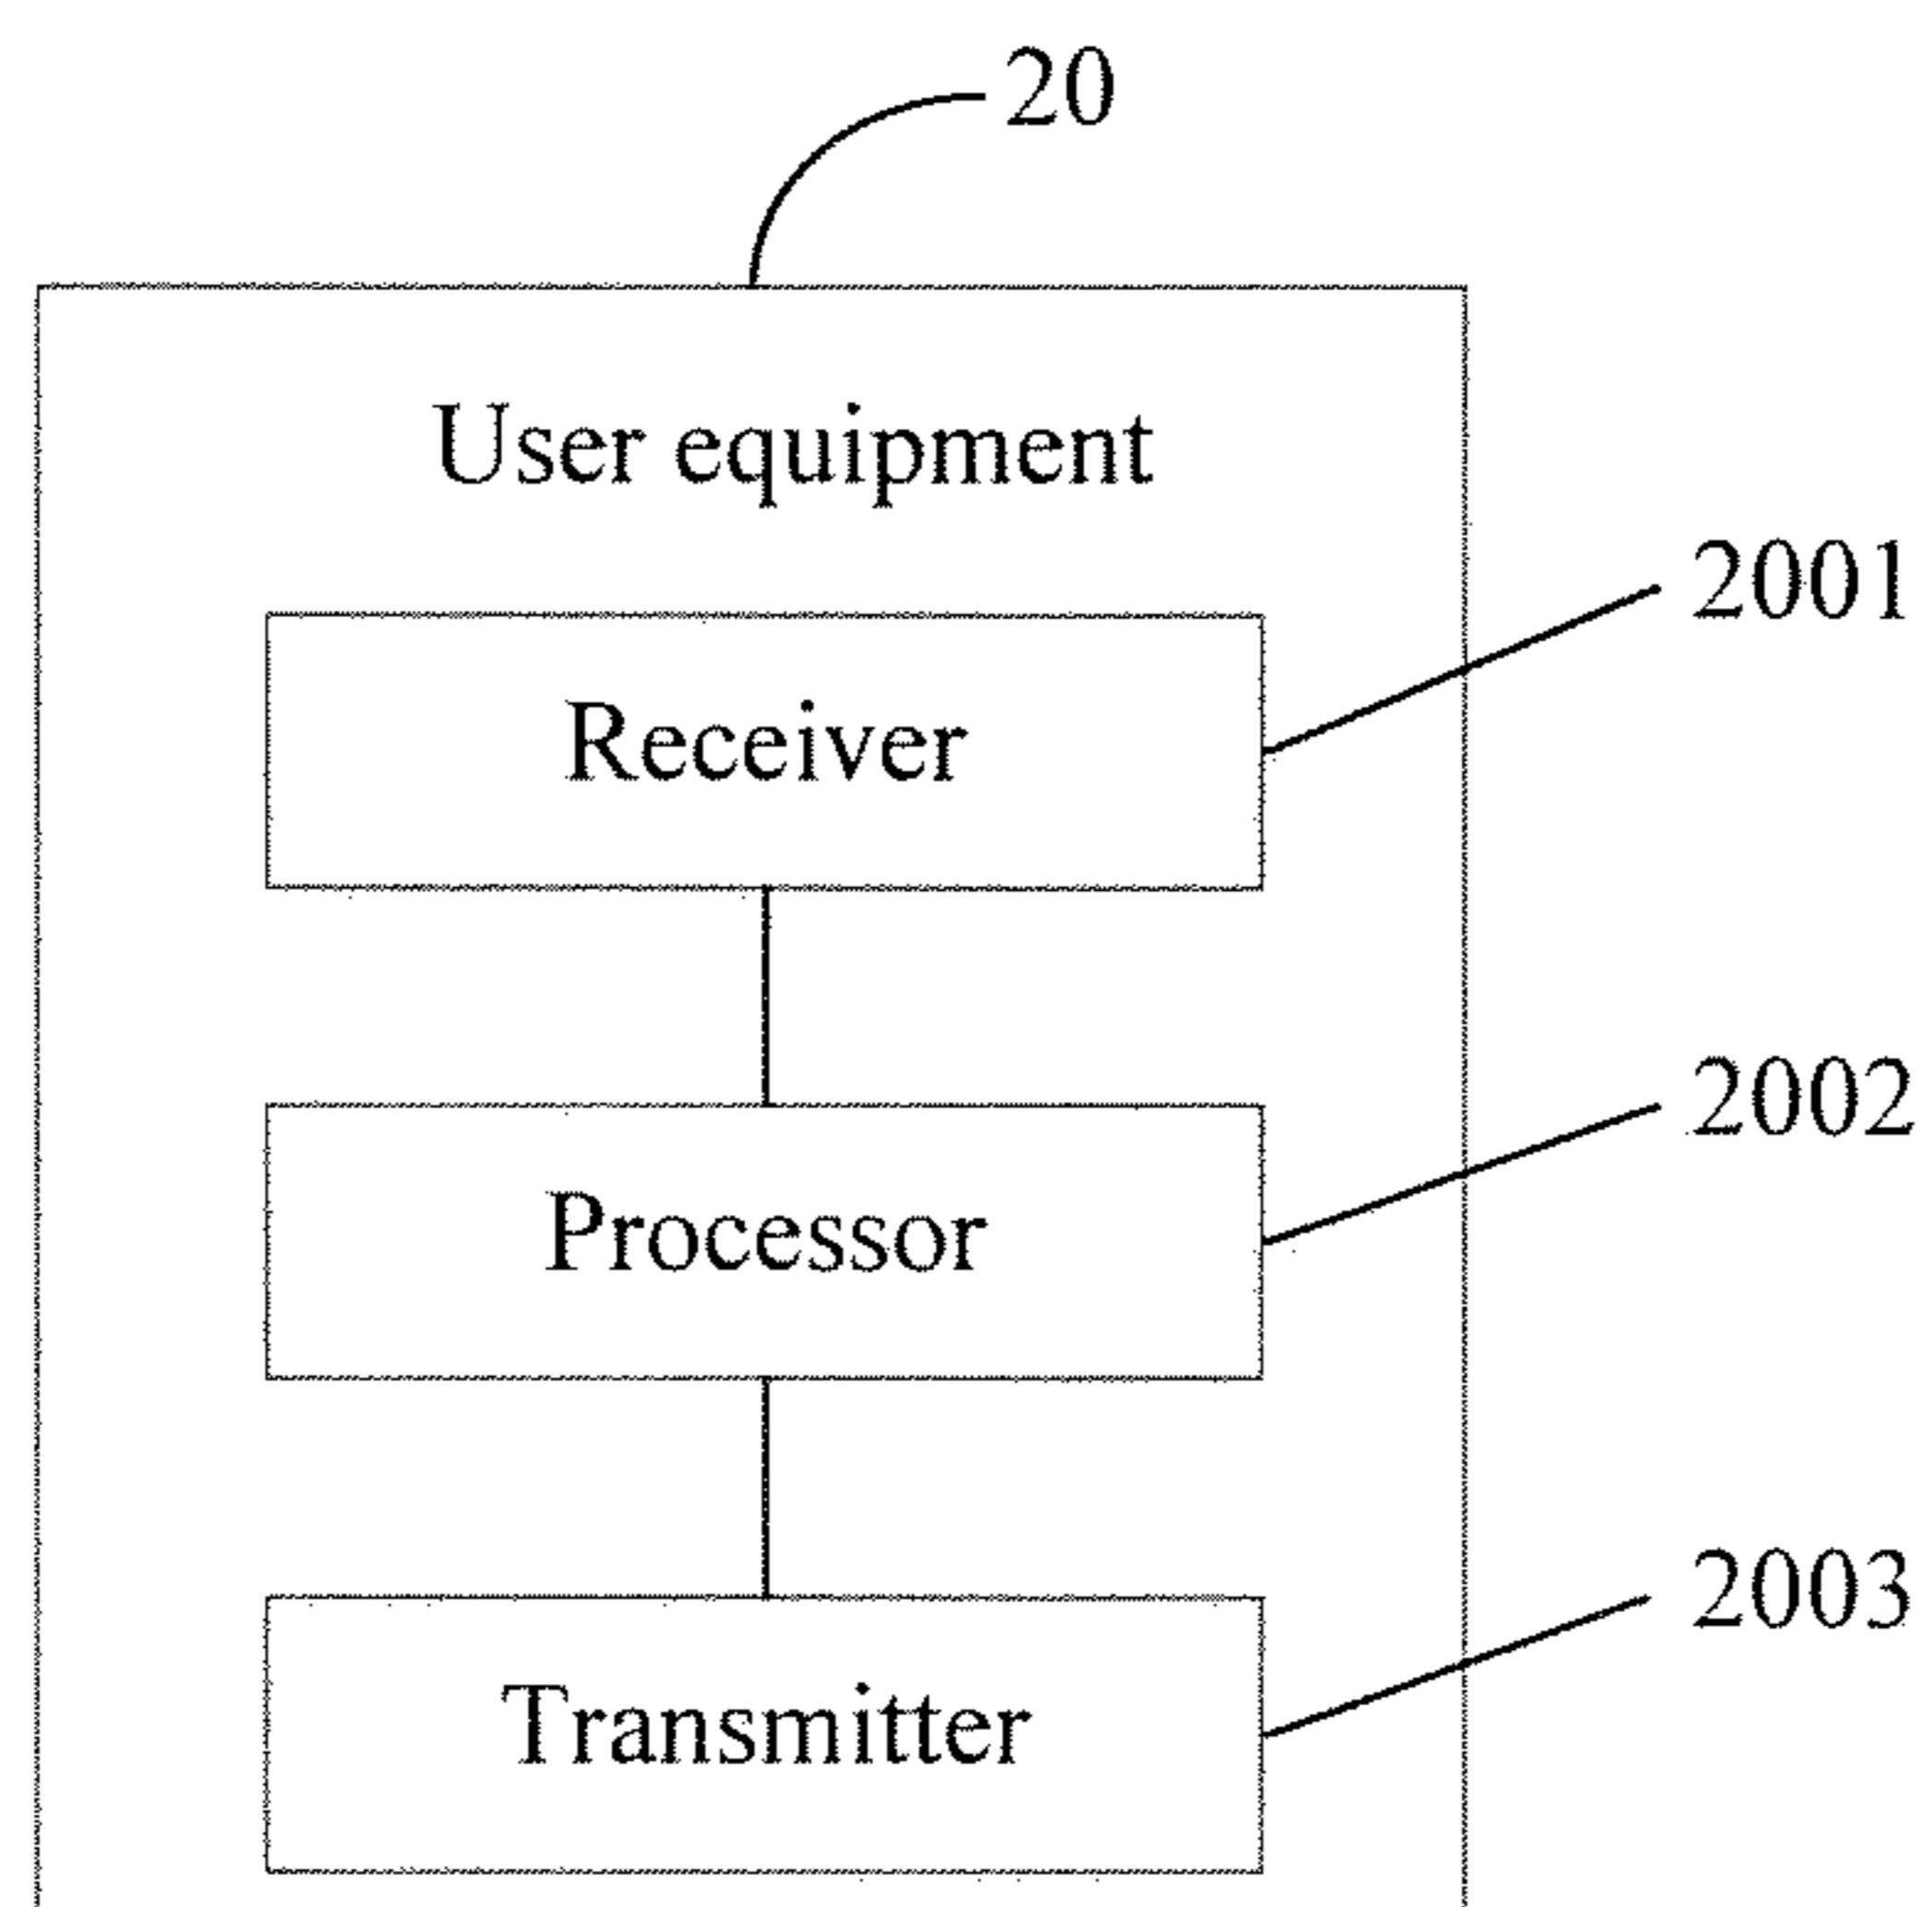 20
User equipment
2001
Receiver
2002
Processor
2003
Transmitter